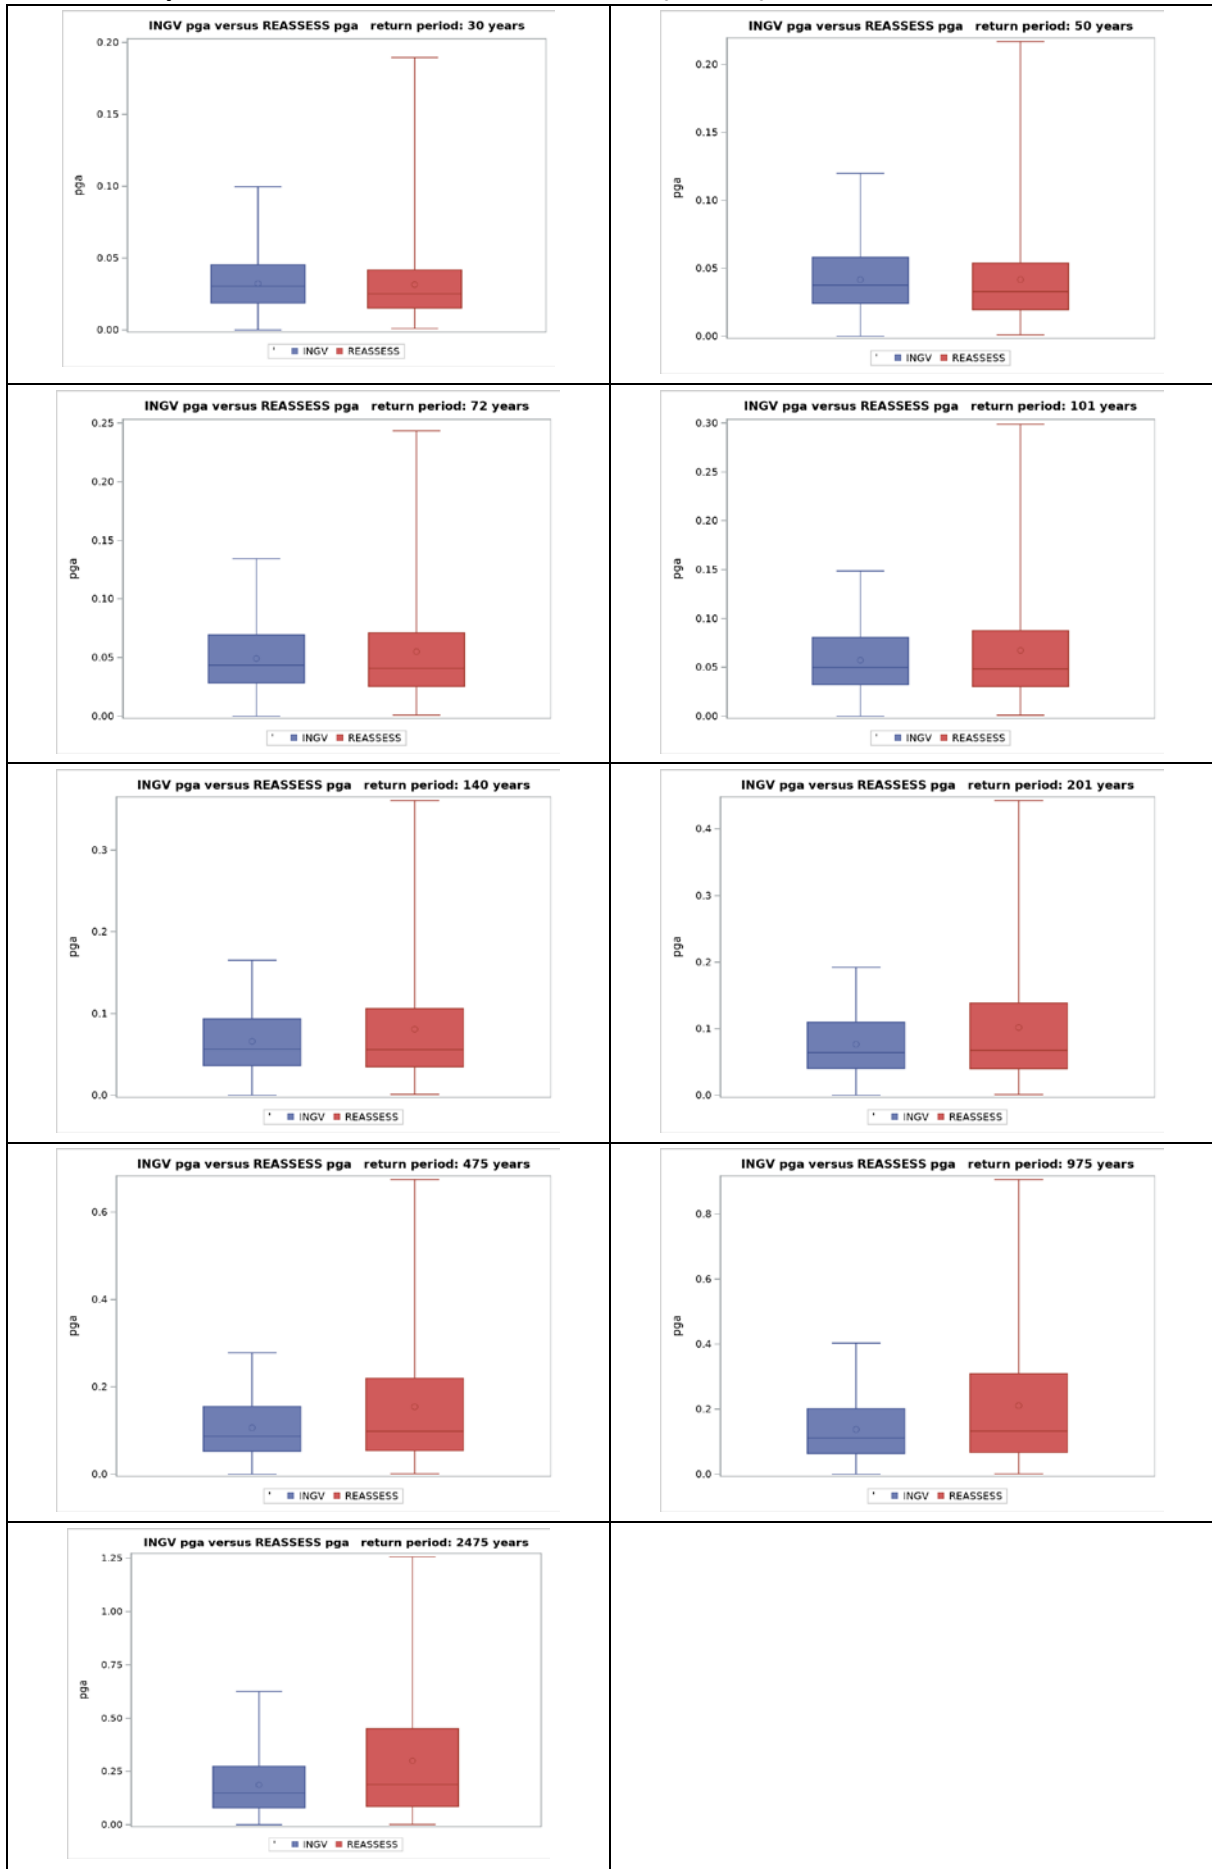 INGV pga versus REASSESS pga return period: 30 years
0.20
0.15
0.10
0.05
0.00
pga
INGV REASSESS
INGV pga versus REASSESS pga return period: 50 years
0.20
0.15
0.10
0.05
0.00
pga
INGV REASSESS
INGV pga versus REASSESS pga return period: 72 years
0.25
0.20
0.15
0.10
0.05
0.00
pga
INGV REASSESS
INGV pga versus REASSESS pga return period: 101 years
0.30
0.25
0.20
0.15
0.10
0.05
0.00
pga
INGV REASSESS
INGV pga versus REASSESS pga return period: 140 years
0.3
0.2
0.1
0.0
pga
INGV REASSESS
INGV pga versus REASSESS pga return period: 201 years
0.4
0.3
0.2
0.1
0.0
pga
INGV REASSESS
INGV pga versus REASSESS pga return period: 475 years
0.6
0.4
0.2
0.0
pga
INGV REASSESS
INGV pga versus REASSESS pga return period: 975 years
0.8
0.6
0.4
0.2
0.0
pga
INGV REASSESS
INGV pga versus REASSESS pga return period: 2475 years
1.25
1.00
0.75
0.50
0.25
0.00
pga
INGV REASSESS